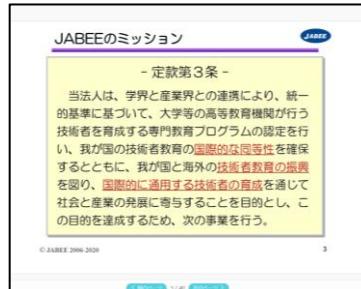 JABEEのミッション
JABEE
- 定款第３条 -
当法人は、学界と産業界との連携により、統一
的基準に基づいて、大学等の高等教育機関が行う
技術者を育成する専門教育プログラムの認定を行
い、我が国の技術者教育の国際的な同等性を確保
するとともに、我が国と海外の技術者教育の振興
を図り、国際的に通用する技術者の育成を通じて
社会と産業の発展に寄与することを目的とし、こ
の目的を達成するため、次の事業を行う。
© JABEE 2006-2020
3